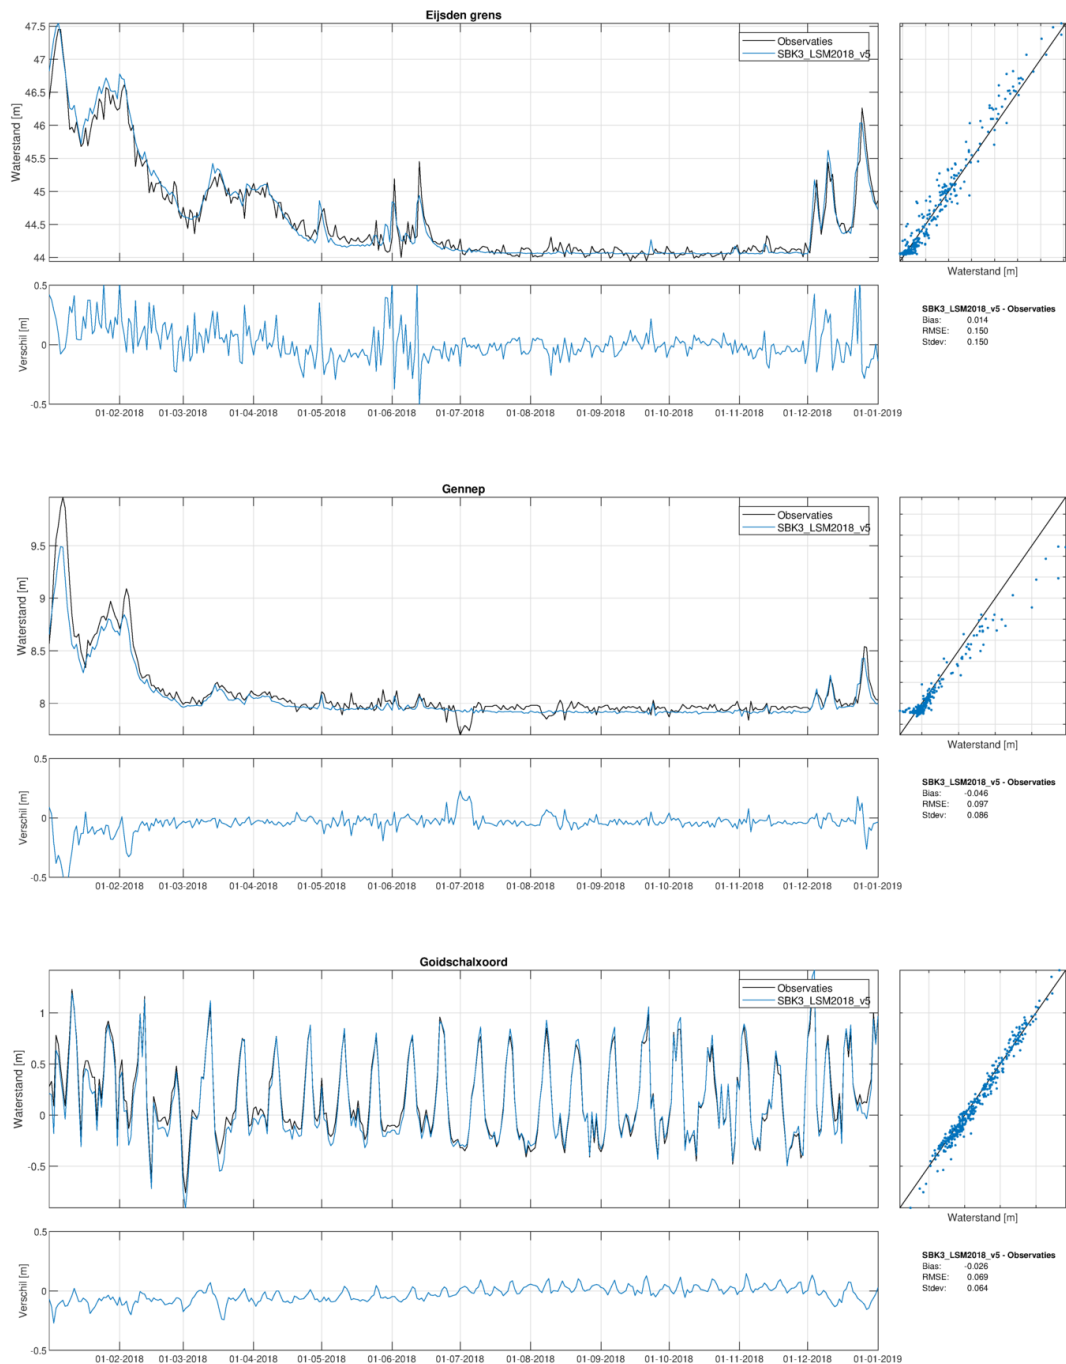 Eijsden grens
47.5
47
46.5
46
45.5
45
44.5
44
Waterstand [m]
Observaties
SBK3_LSM2018_v5
Waterstand [m]
0.5
0
-0.5
Verschil [m]
01-02-2018 01-03-2018 01-04-2018 01-05-2018 01-06-2018 01-07-2018 01-08-2018 01-09-2018 01-10-2018 01-11-2018 01-12-2018 01-01-2019
SBK3_LSM2018_v5 - Observaties
Bias: 0.014
RMSE: 0.150
Stdev: 0.150
Gennep
9.5
9
8.5
8
Waterstand [m]
Observaties
SBK3_LSM2018_v5
Waterstand [m]
0.5
0
-0.5
Verschil [m]
01-02-2018 01-03-2018 01-04-2018 01-05-2018 01-06-2018 01-07-2018 01-08-2018 01-09-2018 01-10-2018 01-11-2018 01-12-2018 01-01-2019
SBK3_LSM2018_v5 - Observaties
Bias: -0.046
RMSE: 0.097
Stdev: 0.086
Goidschalxoord
1
0.5
0
-0.5
Waterstand [m]
Observaties
SBK3_LSM2018_v5
Waterstand [m]
0.5
0
-0.5
Verschil [m]
01-02-2018 01-03-2018 01-04-2018 01-05-2018 01-06-2018 01-07-2018 01-08-2018 01-09-2018 01-10-2018 01-11-2018 01-12-2018 01-01-2019
SBK3_LSM2018_v5 - Observaties
Bias: -0.026
RMSE: 0.069
Stdev: 0.064